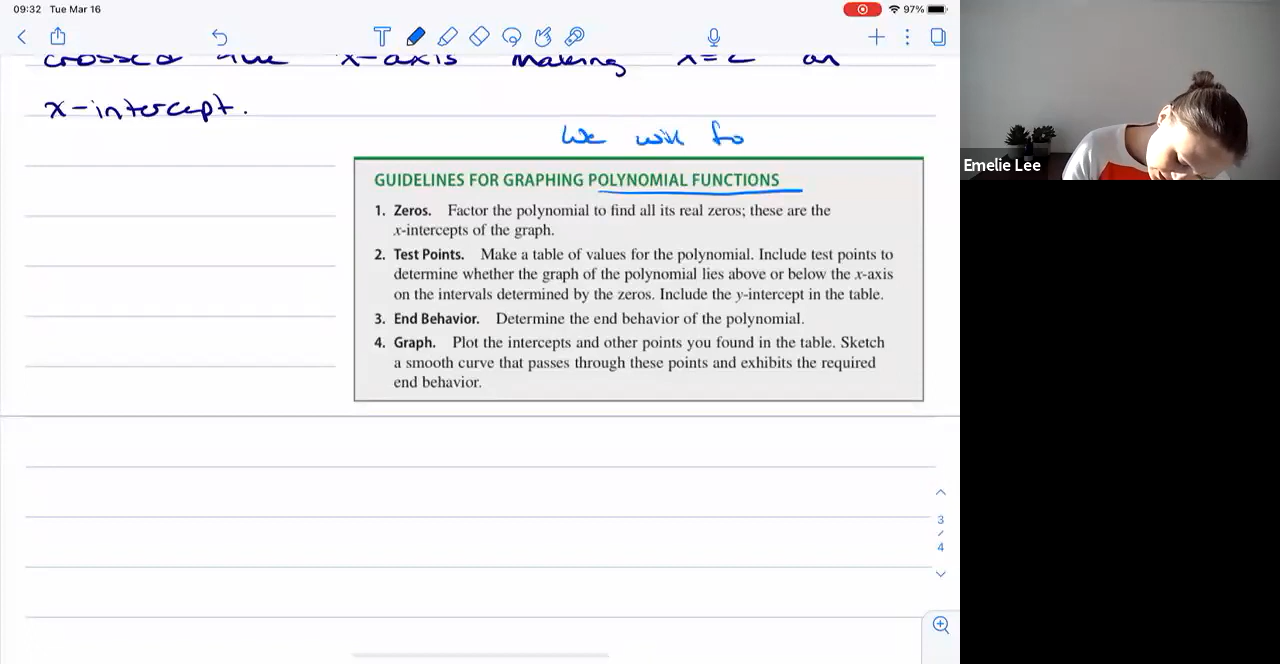 09:32 Tue Mar 16
97%
x-axis making x=c an
x-intercept.
We will fo
GUIDELINES FOR GRAPHING POLYNOMIAL FUNCTIONS
1. Zeros. Factor the polynomial to find all its real zeros; these are the
x-intercepts of the graph.
2. Test Points. Make a table of values for the polynomial. Include test points to
determine whether the graph of the polynomial lies above or below the x-axis
on the intervals determined by the zeros. Include the y-intercept in the table.
3. End Behavior. Determine the end behavior of the polynomial.
4. Graph. Plot the intercepts and other points you found in the table. Sketch
a smooth curve that passes through these points and exhibits the required
end behavior.
3
/
4
Emelie Lee